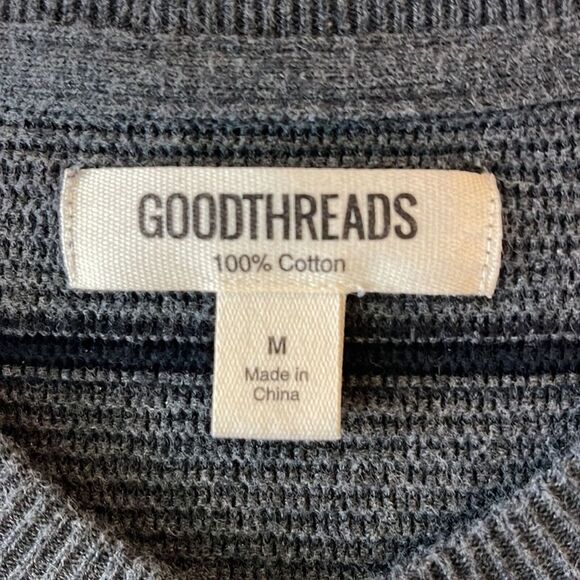 GOODTHREADS
100% Cotton
M
Made in
China